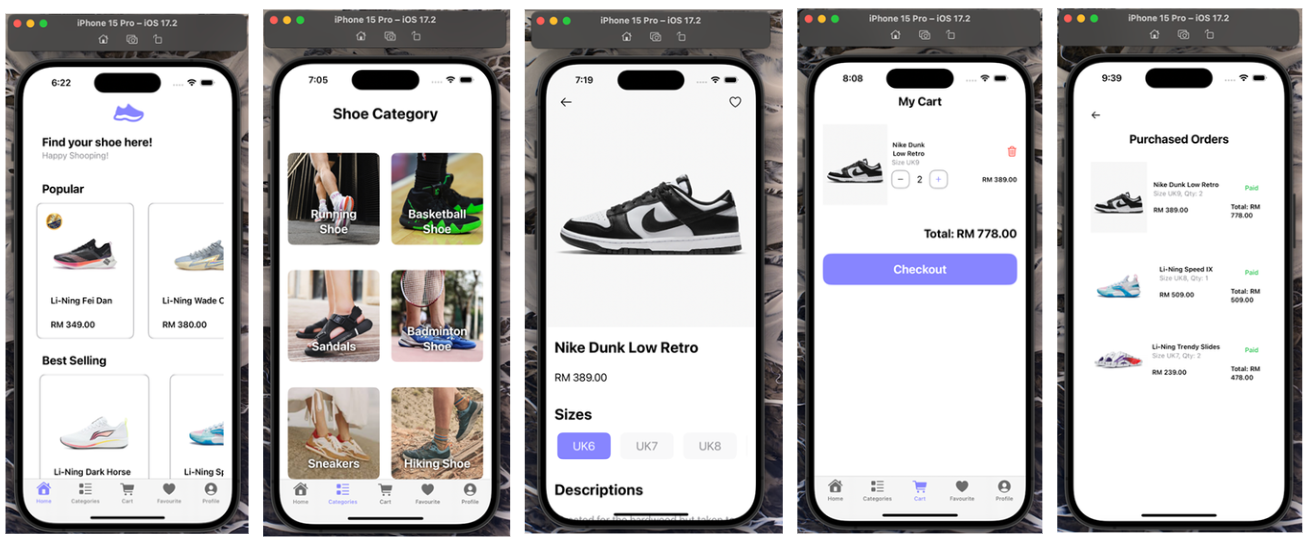 iPhone 15 Pro – iOS 17.2
6:22
Find your shoe here!
Happy Shooping!
Popular
Li-Ning Fei Dan
RM 349.00
Li-Ning Wade C
RM 380.00
Best Selling
Li-Ning Dark Horse
Li-Ning Sp
Home
Categories
Cart
Favourite
Profile
iPhone 15 Pro – iOS 17.2
7:05
Shoe Category
Running
Shoe
Basketball
Shoe
Sandals
Badminton
Shoe
Sneakers
Hiking Shoe
Home
Categories
Cart
Favourite
Profile
iPhone 15 Pro – iOS 17.2
7:19
Nike Dunk Low Retro
RM 389.00
Sizes
UK6
UK7
UK8
Descriptions
for the hardwood but taken to
iPhone 15 Pro – iOS 17.2
8:08
My Cart
Nike Dunk
Low Retro
Size UK9
− 2 +
RM 389.00
Total: RM 778.00
Checkout
Home
Categories
Cart
Favourite
Profile
iPhone 15 Pro – iOS 17.2
9:39
Purchased Orders
Nike Dunk Low Retro
Size UK9, Qty: 2
RM 389.00
Paid
Total: RM
778.00
Li-Ning Speed IX
Size UK8, Qty: 1
RM 509.00
Paid
Total: RM
509.00
Li-Ning Trendy Slides
Size UK7, Qty: 2
RM 239.00
Paid
Total: RM
478.00